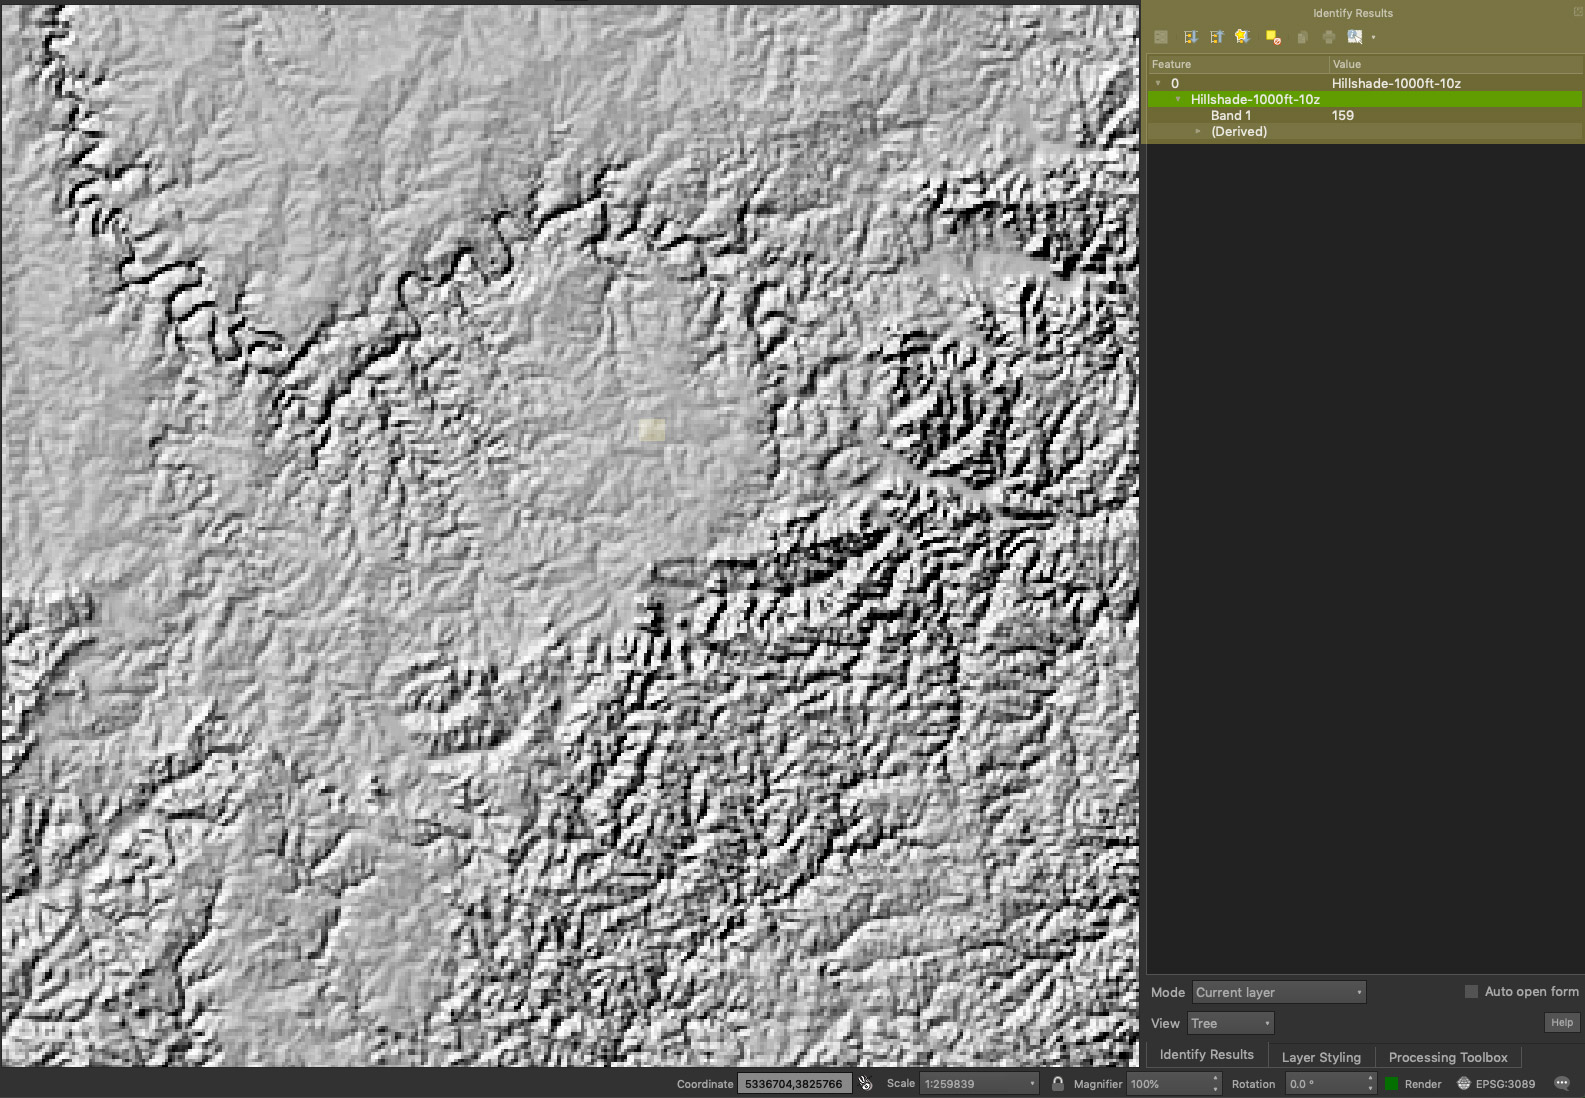 Identify Results
Feature Value
0 Hillshade-1000ft-10z
Hillshade-1000ft-10z
Band 1 159
(Derived)
Mode Current layer Auto open form
View Tree Help
Identify Results Layer Styling Processing Toolbox
Coordinate 5336704,3825766 Scale 1:259839 Magnifier 100% Rotation 0.0 ° Render EPSG:3089